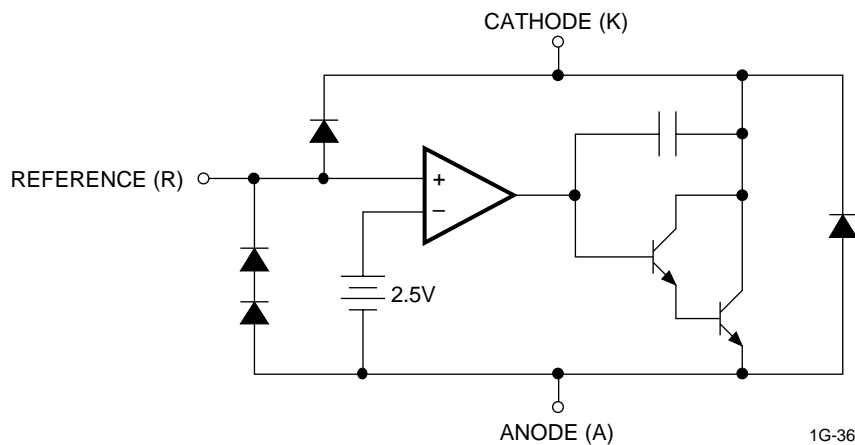 CATHODE (K)
REFERENCE (R)
+
−
2.5V
ANODE (A)
1G-36